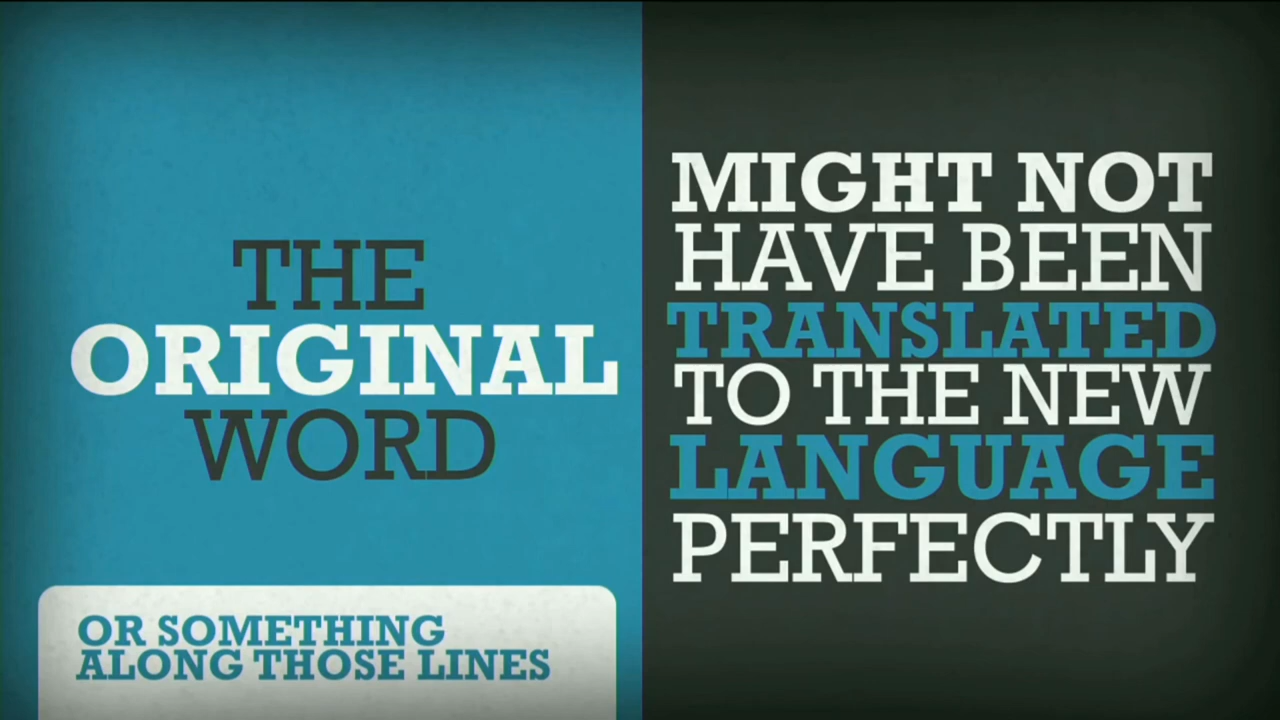 THE
ORIGINAL
WORD
OR SOMETHING
ALONG THOSE LINES
MIGHT NOT
HAVE BEEN
TRANSLATED
TO THE NEW
LANGUAGE
PERFECTLY